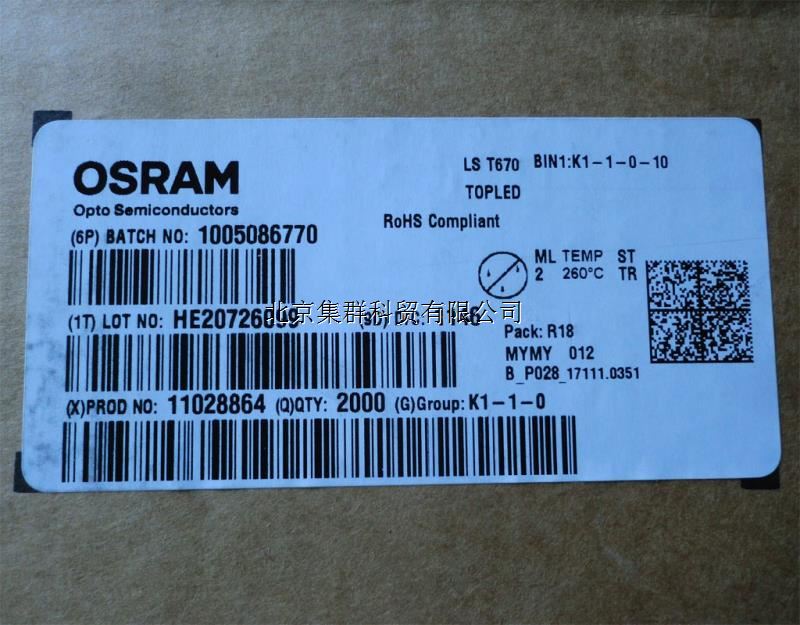 OSRAM
Opto Semiconductors
LS T670 BIN1:K1-1-0-10
TOPLED
RoHS Compliant
(6P) BATCH NO: 1005086770
ML TEMP ST
2 260°C TR
北京集群科贸有限公司
(1T) LOT NO:
Pack: R18
MYMY 012
B_P028_17111.0351
(X)PROD NO: 11028864 (Q)QTY: 2000 (G)Group: K1-1-0